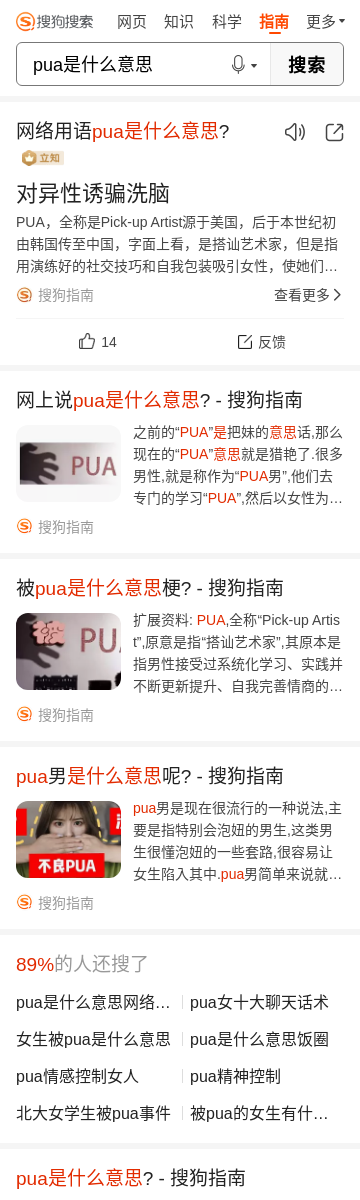 搜狗搜索 网页 知识 科学 指南 更多
pua是什么意思 搜索
网络用语pua是什么意思?
立知
对异性诱骗洗脑
PUA，全称是Pick-up Artist源于美国，后于本世纪初
由韩国传至中国，字面上看，是搭讪艺术家，但是指
用演练好的社交技巧和自我包装吸引女性，使她们…
搜狗指南 查看更多
14 反馈
网上说pua是什么意思? - 搜狗指南
PUA
之前的“PUA”是把妹的意思话,那么
现在的“PUA”意思就是猎艳了.很多
男性,就是称作为“PUA男”,他们去
专门的学习“PUA”,然后以女性为…
搜狗指南
被pua是什么意思梗? - 搜狗指南
扩展资料: PUA,全称“Pick-up Artis
t”,原意是指“搭讪艺术家”,其原本是
指男性接受过系统化学习、实践并
不断更新提升、自我完善情商的…
搜狗指南
pua男是什么意思呢? - 搜狗指南
不良PUA
pua男是现在很流行的一种说法,主
要是指特别会泡妞的男生,这类男
生很懂泡妞的一些套路,很容易让
女生陷入其中.pua男简单来说就…
搜狗指南
89%的人还搜了
pua是什么意思网络… pua女十大聊天话术
女生被pua是什么意思 pua是什么意思饭圈
pua情感控制女人 pua精神控制
北大女学生被pua事件 被pua的女生有什…
pua是什么意思? - 搜狗指南